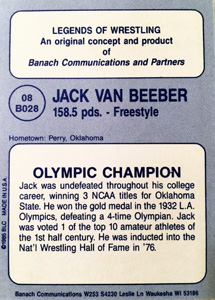 LEGENDS OF WRESTLING
An original concept and product
of
Banach Communications and Partners
08
B028
JACK VAN BEEBER
158.5 pds. - Freestyle
Hometown: Perry, Oklahoma
©1995 BLC MADE IN U.S.A
OLYMPIC CHAMPION
Jack was undefeated throughout his college
career, winning 3 NCAA titles for Oklahoma
State. He won the gold medal in the 1932 L.A.
Olympics, defeating a 4-time Olympian. Jack
was voted 1 of the top 10 amateur athletes of
the 1st half century. He was inducted into the
Nat'l Wrestling Hall of Fame in '76.
Banach Communications W253 S4230 Leslie Ln Waukesha WI 53186